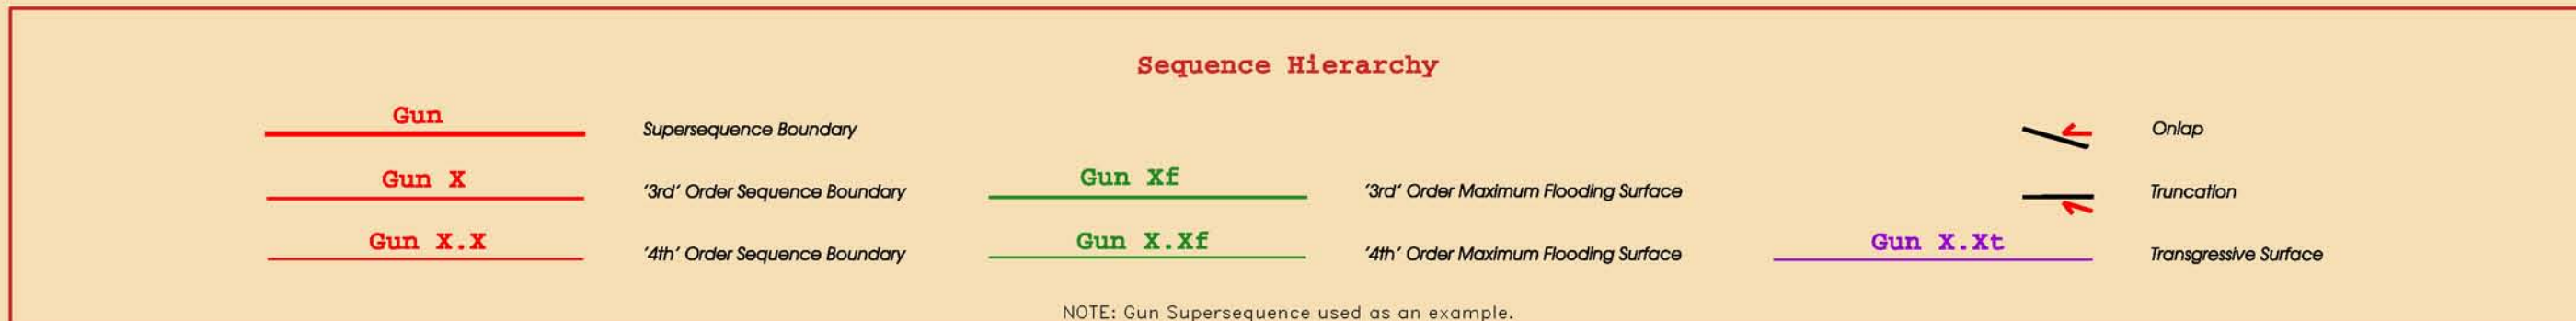 Sequence Hierarchy
Gun
Supersequence Boundary
Onlap
Gun X
'3rd' Order Sequence Boundary
Gun Xf
'3rd' Order Maximum Flooding Surface
Truncation
Gun X.X
'4th' Order Sequence Boundary
Gun X.Xf
'4th' Order Maximum Flooding Surface
Gun X.Xt
Transgressive Surface
NOTE: Gun Supersequence used as an example.